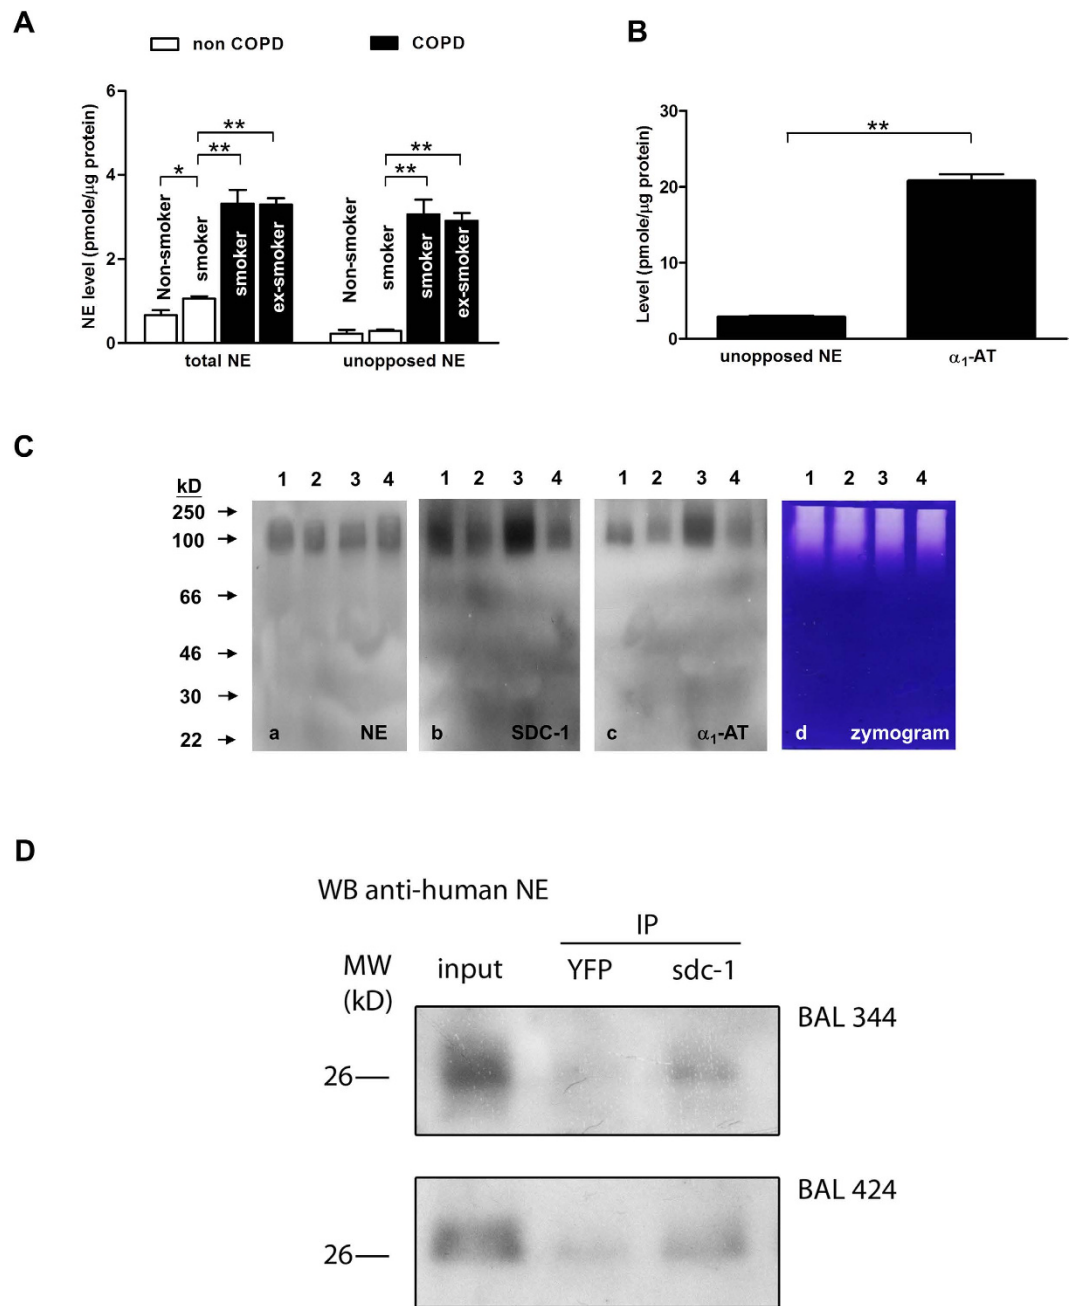 A
non COPD
COPD
NE level (pmole/µg protein)
6
4
2
0
*
**
**
**
**
Non-smoker
smoker
smoker
ex-smoker
Non-smoker
smoker
smoker
ex-smoker
total NE
unopposed NE
B
Level (pmole/µg protein)
30
20
10
0
**
unopposed NE
α1-AT
C
kD
250
100
66
46
30
22
1 2 3 4
1 2 3 4
1 2 3 4
1 2 3 4
a NE
b SDC-1
c α1-AT
d zymogram
D
WB anti-human NE
IP
MW
(kD)
input YFP sdc-1
BAL 344
26
BAL 424
26